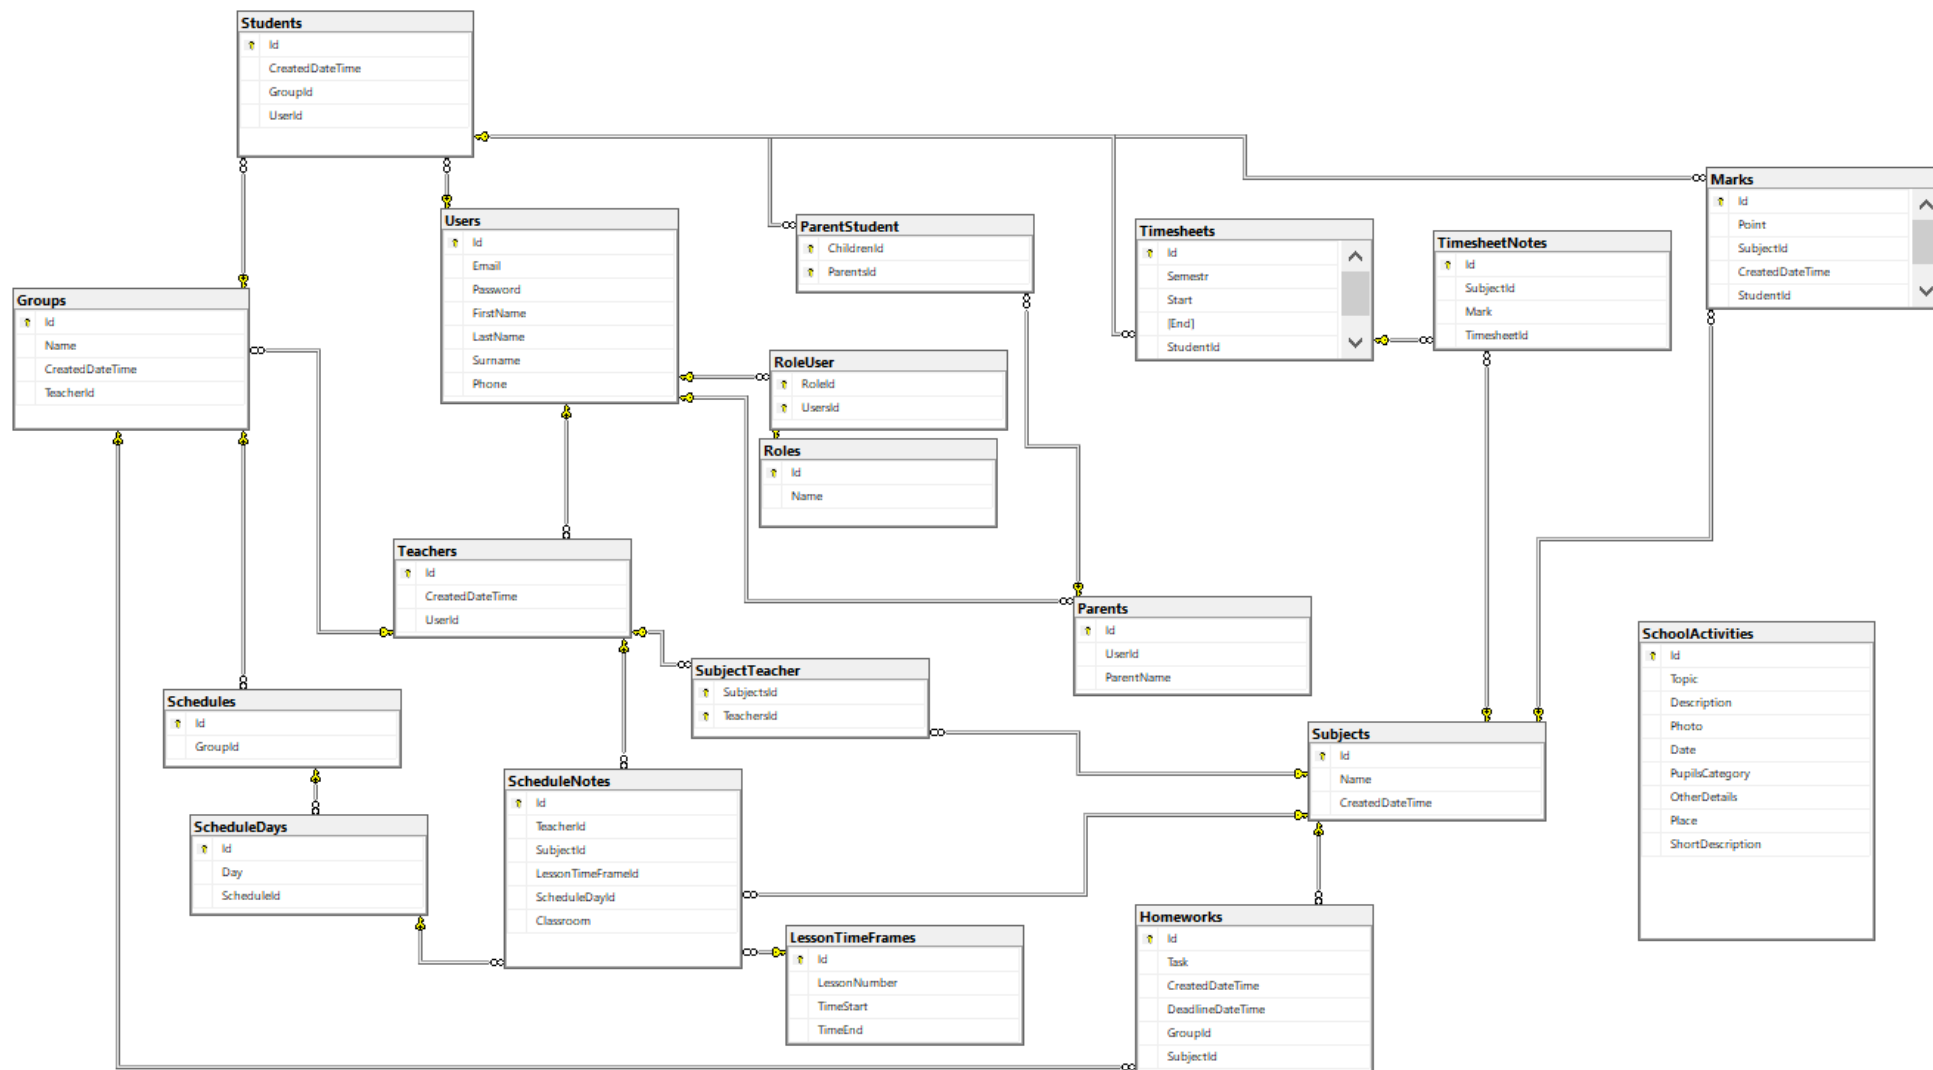 Students
Id
CreatedDateTime
GroupId
UserId
Users
Id
Email
Password
FirstName
LastName
Surname
Phone
ParentStudent
ChildrenId
ParentsId
Timesheets
Id
Semestr
Start
[End]
StudentId
TimesheetNotes
Id
SubjectId
Mark
TimesheetId
Marks
Id
Point
SubjectId
CreatedDateTime
StudentId
Groups
Id
Name
CreatedDateTime
TeacherId
RoleUser
RoleId
UsersId
Roles
Id
Name
Teachers
Id
CreatedDateTime
UserId
Parents
Id
UserId
ParentName
SchoolActivities
Id
Topic
Description
Photo
Date
PupilsCategory
OtherDetails
Place
ShortDescription
SubjectTeacher
SubjectsId
TeachersId
Schedules
Id
GroupId
Subjects
Id
Name
CreatedDateTime
ScheduleNotes
Id
TeacherId
SubjectId
LessonTimeFrameId
ScheduleDayId
Classroom
ScheduleDays
Id
Day
ScheduleId
LessonTimeFrames
Id
LessonNumber
TimeStart
TimeEnd
Homeworks
Id
Task
CreatedDateTime
DeadlineDateTime
GroupId
SubjectId